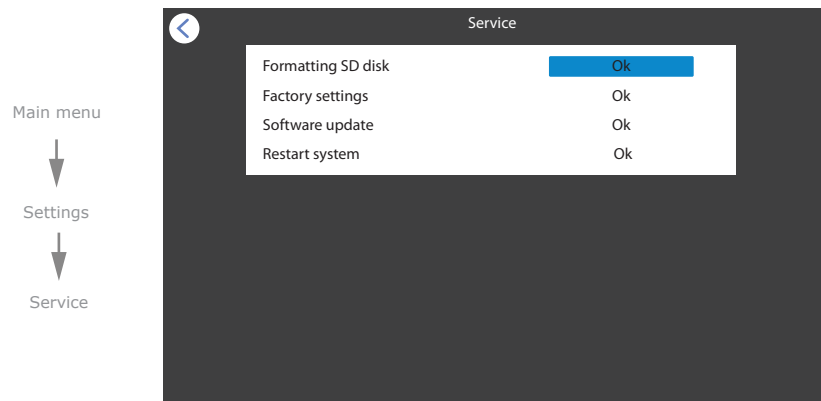 Main menu
Settings
Service
Service
Formatting SD disk Ok
Factory settings Ok
Software update Ok
Restart system Ok